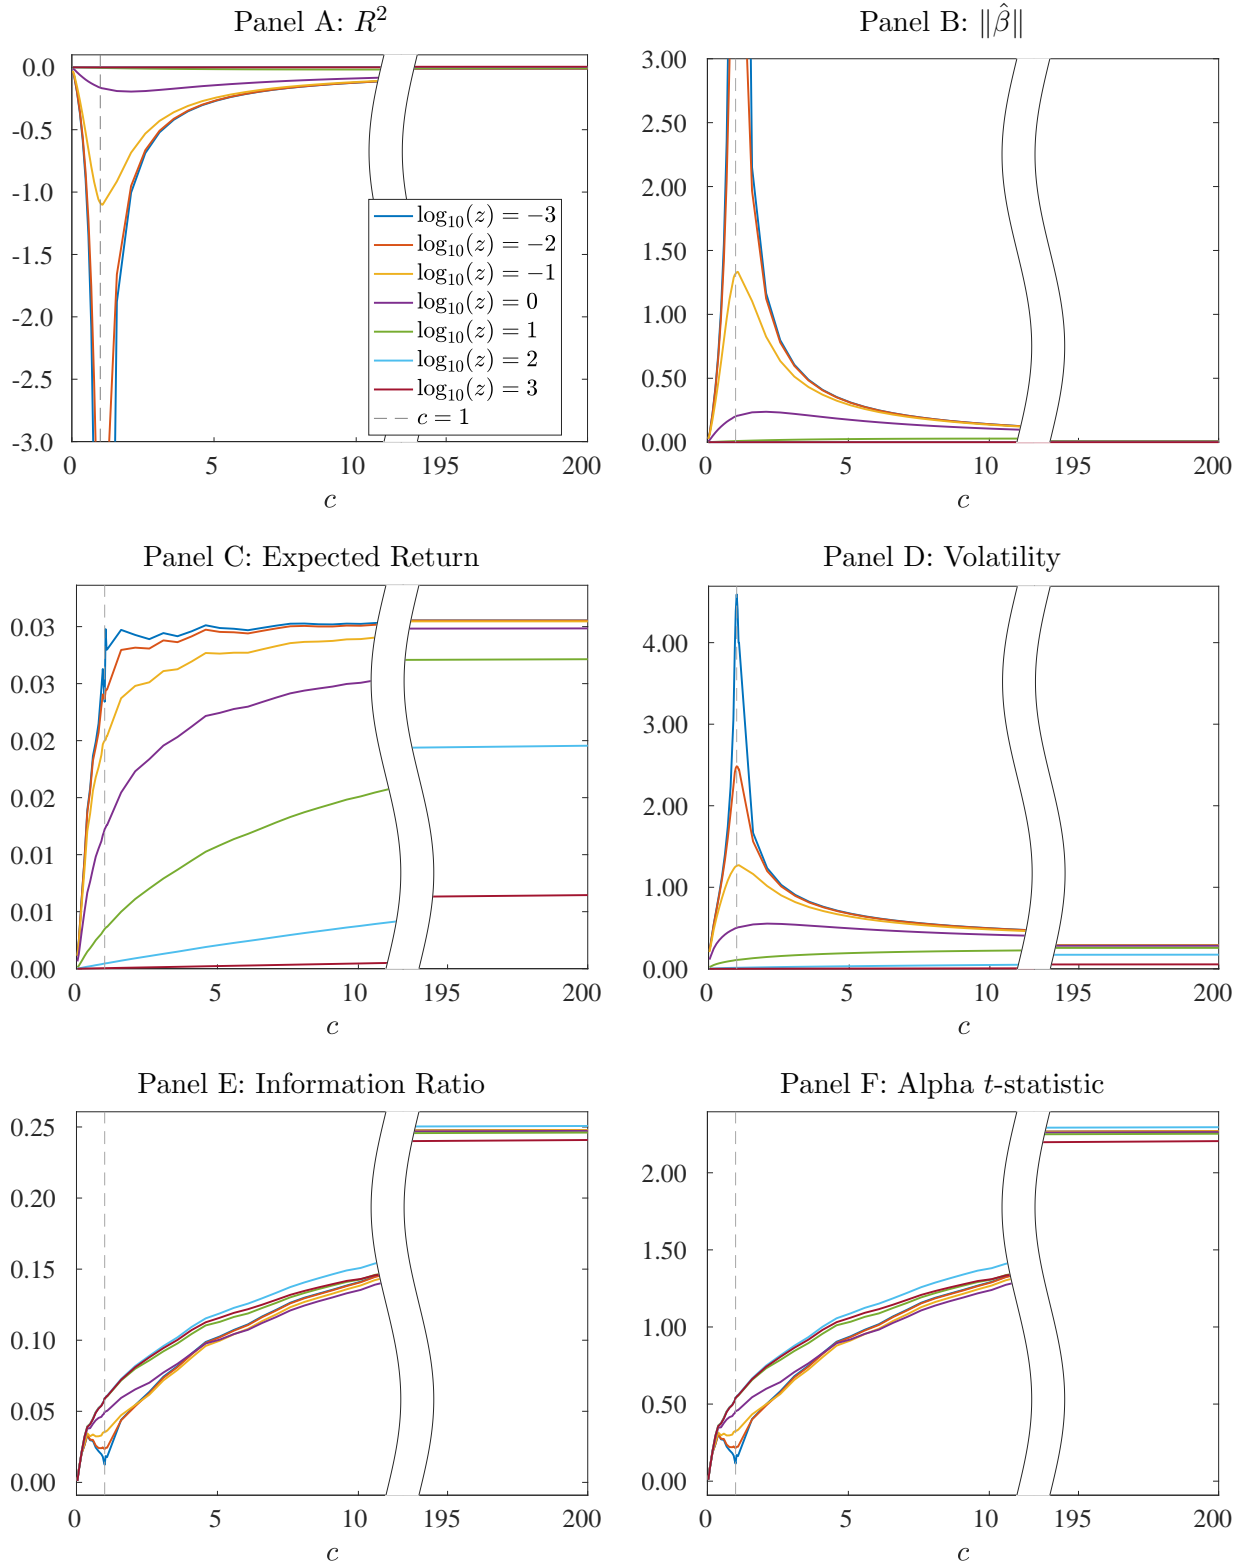 Panel A: R²
0.0
-0.5
-1.0
-1.5
-2.0
-2.5
-3.0
log₁₀(z) = −3
log₁₀(z) = −2
log₁₀(z) = −1
log₁₀(z) = 0
log₁₀(z) = 1
log₁₀(z) = 2
log₁₀(z) = 3
c = 1
0 5 10 195 200
c
Panel B: ‖β̂‖
3.00
2.50
2.00
1.50
1.00
0.50
0.00
0 5 10 195 200
c
Panel C: Expected Return
0.03
0.03
0.02
0.02
0.01
0.01
0.00
0 5 10 195 200
c
Panel D: Volatility
4.00
3.00
2.00
1.00
0.00
0 5 10 195 200
c
Panel E: Information Ratio
0.25
0.20
0.15
0.10
0.05
0.00
0 5 10 195 200
c
Panel F: Alpha t-statistic
2.00
1.50
1.00
0.50
0.00
0 5 10 195 200
c